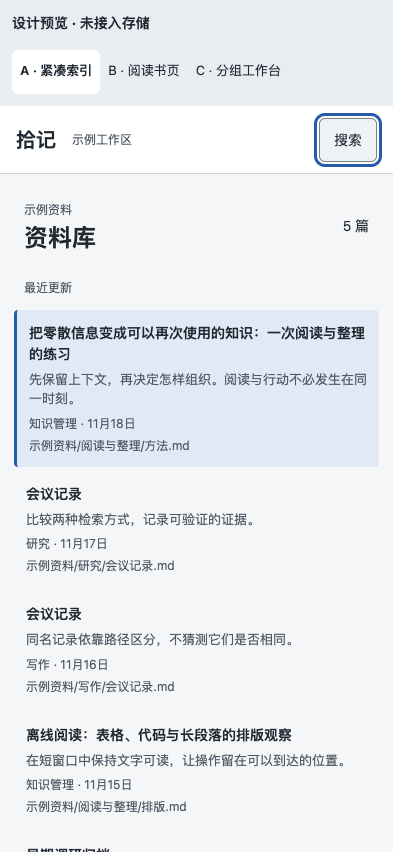 设计预览 · 未接入存储
A · 紧凑索引 B · 阅读书页 C · 分组工作台
拾记 示例工作区 搜索
示例资料
资料库
5 篇
最近更新
把零散信息变成可以再次使用的知识：一次阅读与整理
的练习
先保留上下文，再决定怎样组织。阅读与行动不必发生在同
一时刻。
知识管理 · 11月18日
示例资料/阅读与整理/方法.md
会议记录
比较两种检索方式，记录可验证的证据。
研究 · 11月17日
示例资料/研究/会议记录.md
会议记录
同名记录依靠路径区分，不猜测它们是否相同。
写作 · 11月16日
示例资料/写作/会议记录.md
离线阅读：表格、代码与长段落的排版观察
在短窗口中保持文字可读，让操作留在可以到达的位置。
知识管理 · 11月15日
示例资料/阅读与整理/排版.md